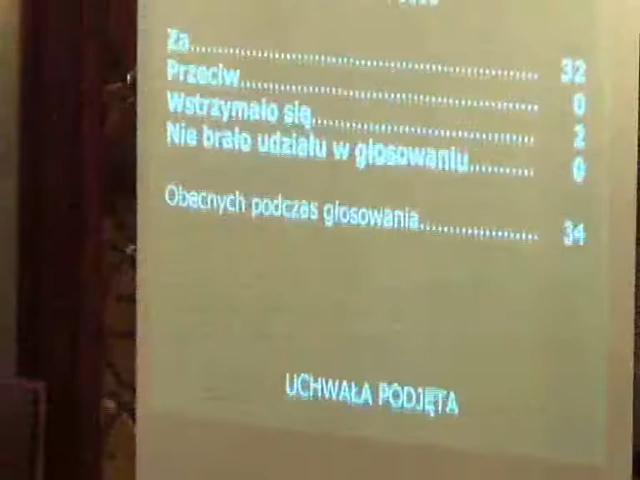 Za.................................................. 32
Przeciw........................................... 0
Wstrzymało się................................ 2
Nie brało udziału w głosowaniu.......... 0
Obecnych podczas głosowania.................. 34
UCHWAŁA PODJĘTA